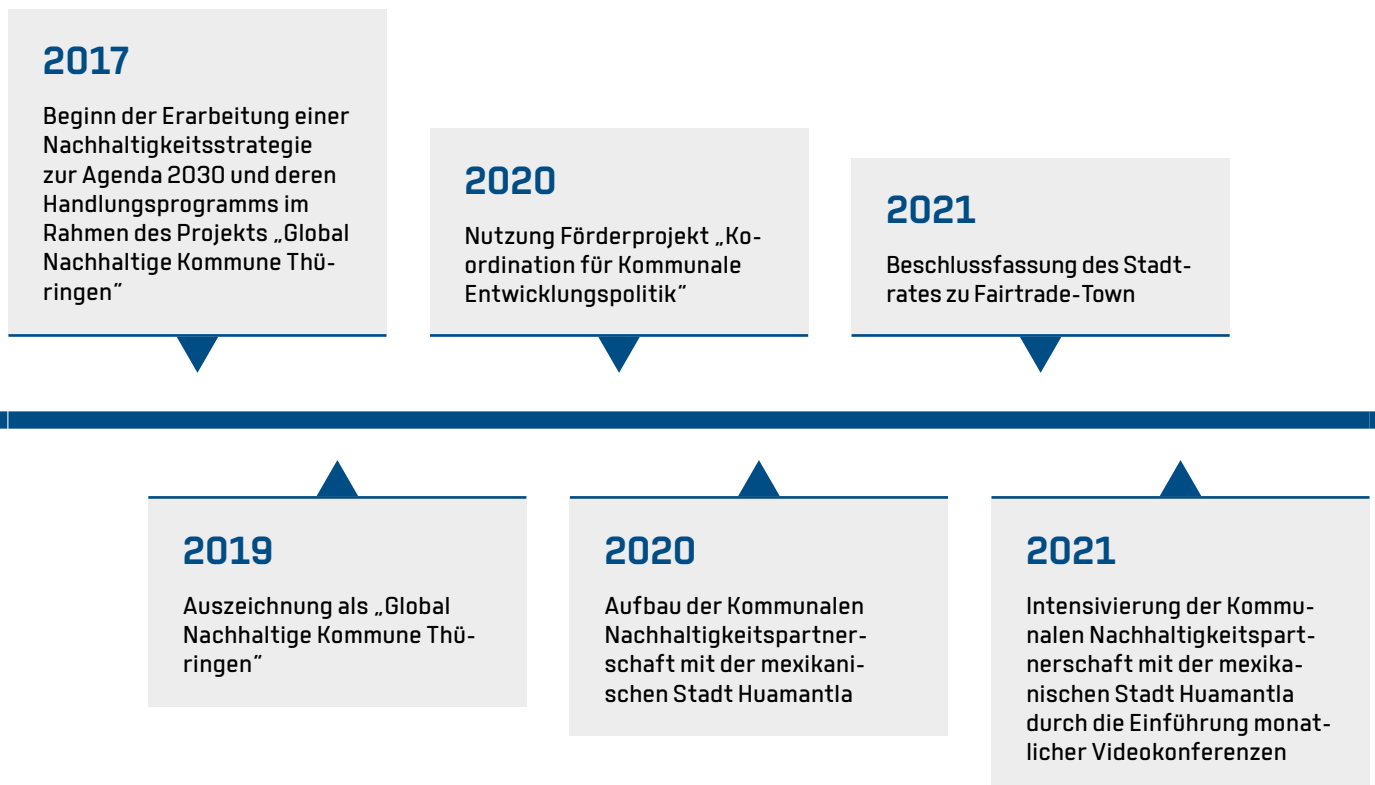 2017
Beginn der Erarbeitung einer
Nachhaltigkeitsstrategie
zur Agenda 2030 und deren
Handlungsprogramms im
Rahmen des Projekts „Global
Nachhaltige Kommune Thü-
ringen“
2019
Auszeichnung als „Global
Nachhaltige Kommune Thü-
ringen“
2020
Nutzung Förderprojekt „Ko-
ordination für Kommunale
Entwicklungspolitik“
2020
Aufbau der Kommunalen
Nachhaltigkeitspartner-
schaft mit der mexikani-
schen Stadt Huamantla
2021
Beschlussfassung des Stadt-
rates zu Fairtrade-Town
2021
Intensivierung der Kommu-
nalen Nachhaltigkeitspart-
nerschaft mit der mexika-
nischen Stadt Huamantla
durch die Einführung monat-
licher Videokonferenzen